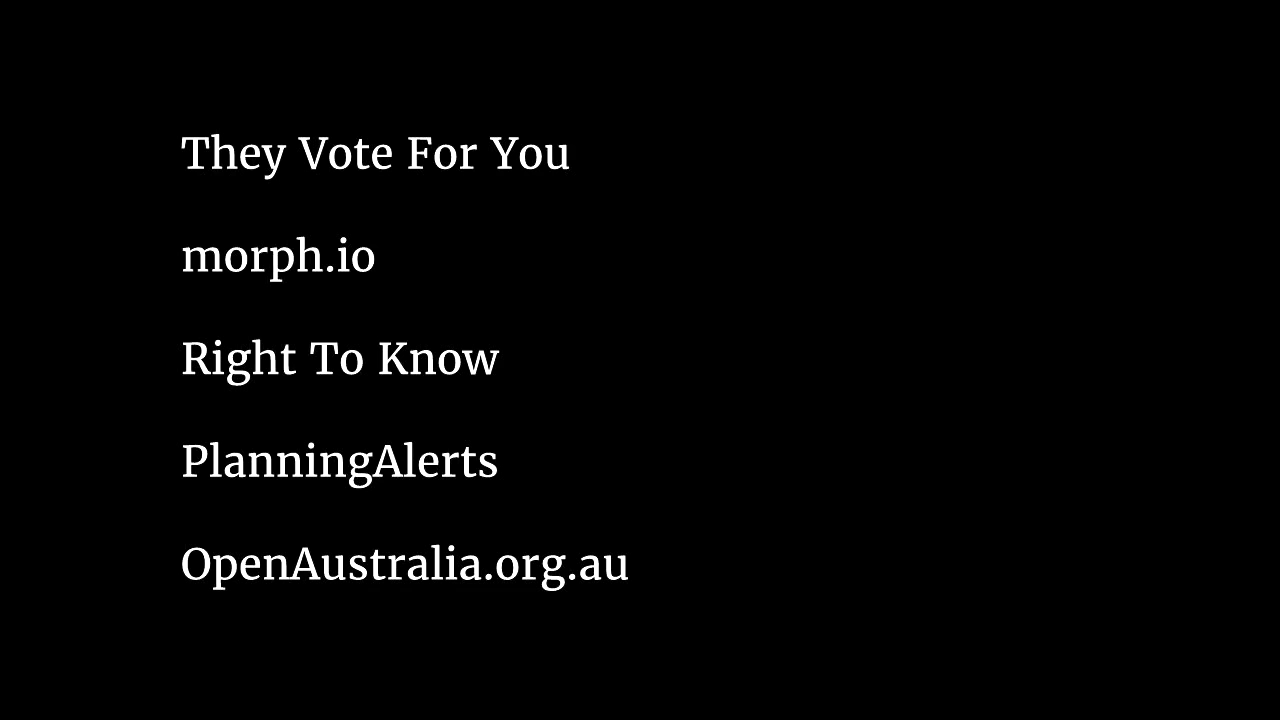 They Vote For You
morph.io
Right To Know
PlanningAlerts
OpenAustralia.org.au